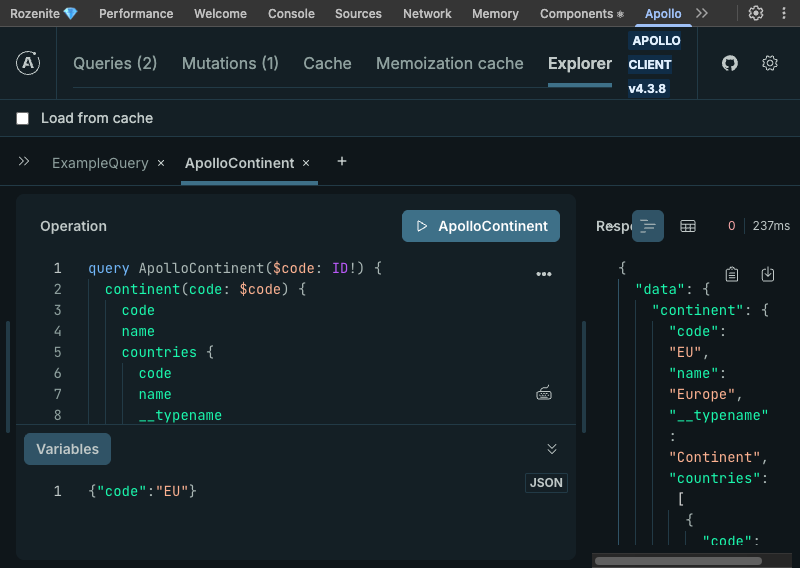 Rozenite Performance Welcome Console Sources Network Memory Components Apollo
Queries (2) Mutations (1) Cache Memoization cache Explorer
APOLLO
CLIENT
v4.3.8
Load from cache
ExampleQuery × ApolloContinent × +
Operation
ApolloContinent
1 query ApolloContinent($code: ID!) {
2 continent(code: $code) {
3 code
4 name
5 countries {
6 code
7 name
8 __typename
Variables
1 {"code":"EU"}
JSON
Respo
0 237ms
{
"data": {
"continent": {
"code":
"EU",
"name":
"Europe",
"__typename"
:
"Continent",
"countries":
[
{
"code":